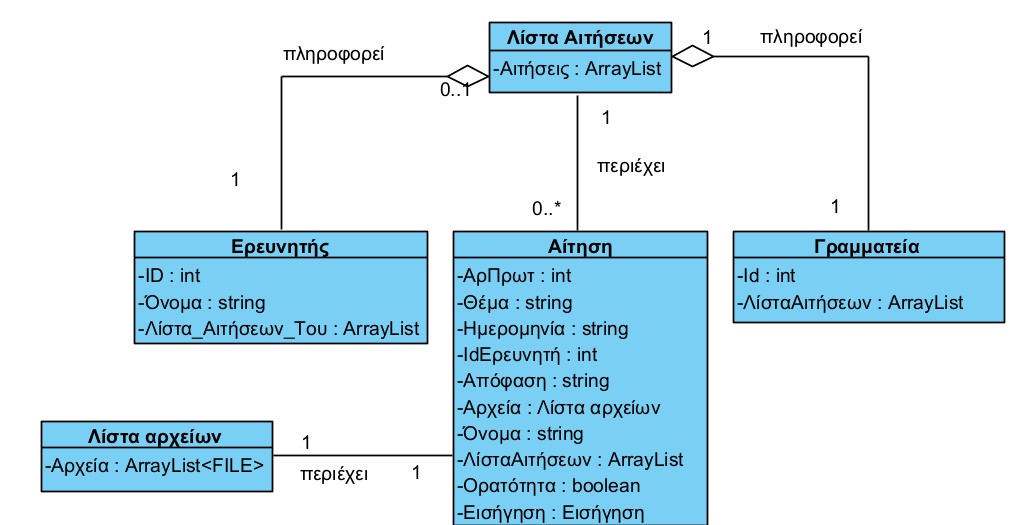 Λίστα Αιτήσεων
-Αιτήσεις : ArrayList
πληροφορεί
0..1
1
1
πληροφορεί
1
1
περιέχει
0..*
Ερευνητής
-ID : int
-Όνομα : string
-Λίστα_Αιτήσεων_Του : ArrayList
Αίτηση
-ΑρΠρωτ : int
-Θέμα : string
-Ημερομηνία : string
-IdΕρευνητή : int
-Απόφαση : string
-Αρχεία : Λίστα αρχείων
-Όνομα : string
-ΛίσταΑιτήσεων : ArrayList
-Ορατότητα : boolean
-Εισήγηση : Εισήγηση
Γραμματεία
-Id : int
-ΛίσταΑιτήσεων : ArrayList
Λίστα αρχείων
-Αρχεία : ArrayList<FILE>
1
περιέχει
1